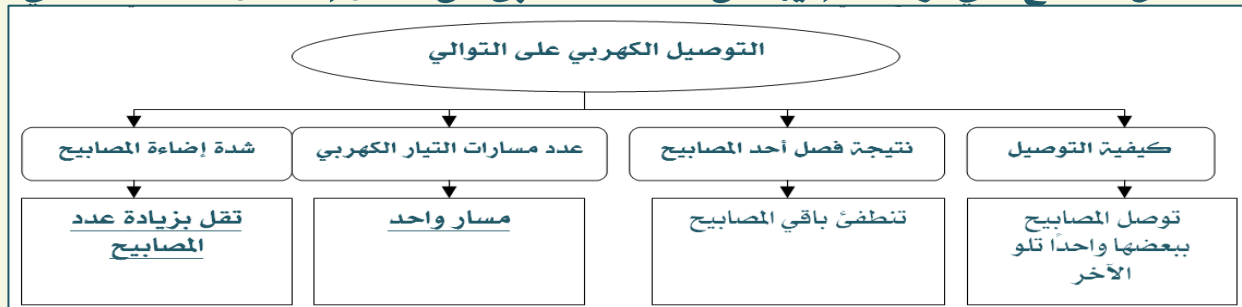 التوصيل الكهربي على التوالي
كيفية التوصيل
نتيجة فصل أحد المصابيح
عدد مسارات التيار الكهربي
شدة إضاءة المصابيح
توصل المصابيح
ببعضها واحدًا تلو
الآخر
تنطفئ باقي المصابيح
مسار واحد
تقل بزيادة عدد
المصابيح